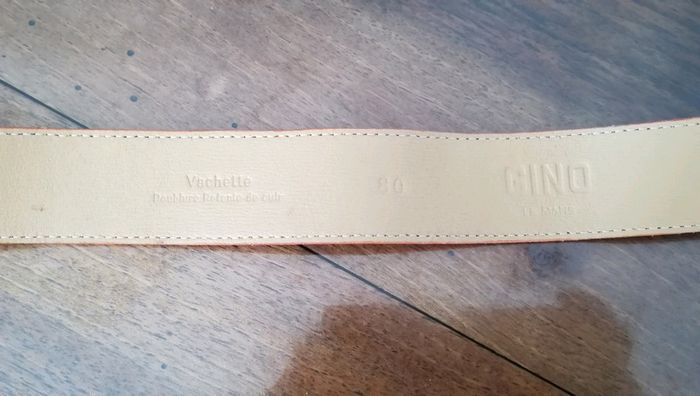 Vachette
Doublure Refente de cuir
80
GINO